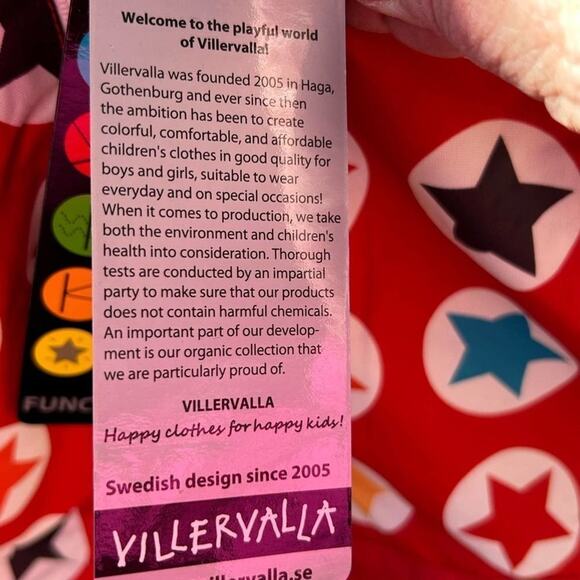 Welcome to the playful world
of Villervalla!
Villervalla was founded 2005 in Haga,
Gothenburg and ever since then
the ambition has been to create
colorful, comfortable, and affordable
children's clothes in good quality for
boys and girls, suitable to wear
everyday and on special occasions!
When it comes to production, we take
both the environment and children's
health into consideration. Thorough
tests are conducted by an impartial
party to make sure that our products
does not contain harmful chemicals.
An important part of our develop-
ment is our organic collection that
we are particularly proud of.
VILLERVALLA
Happy clothes for happy kids!
Swedish design since 2005
VILLERVALLA
villervalla.se
FUNC